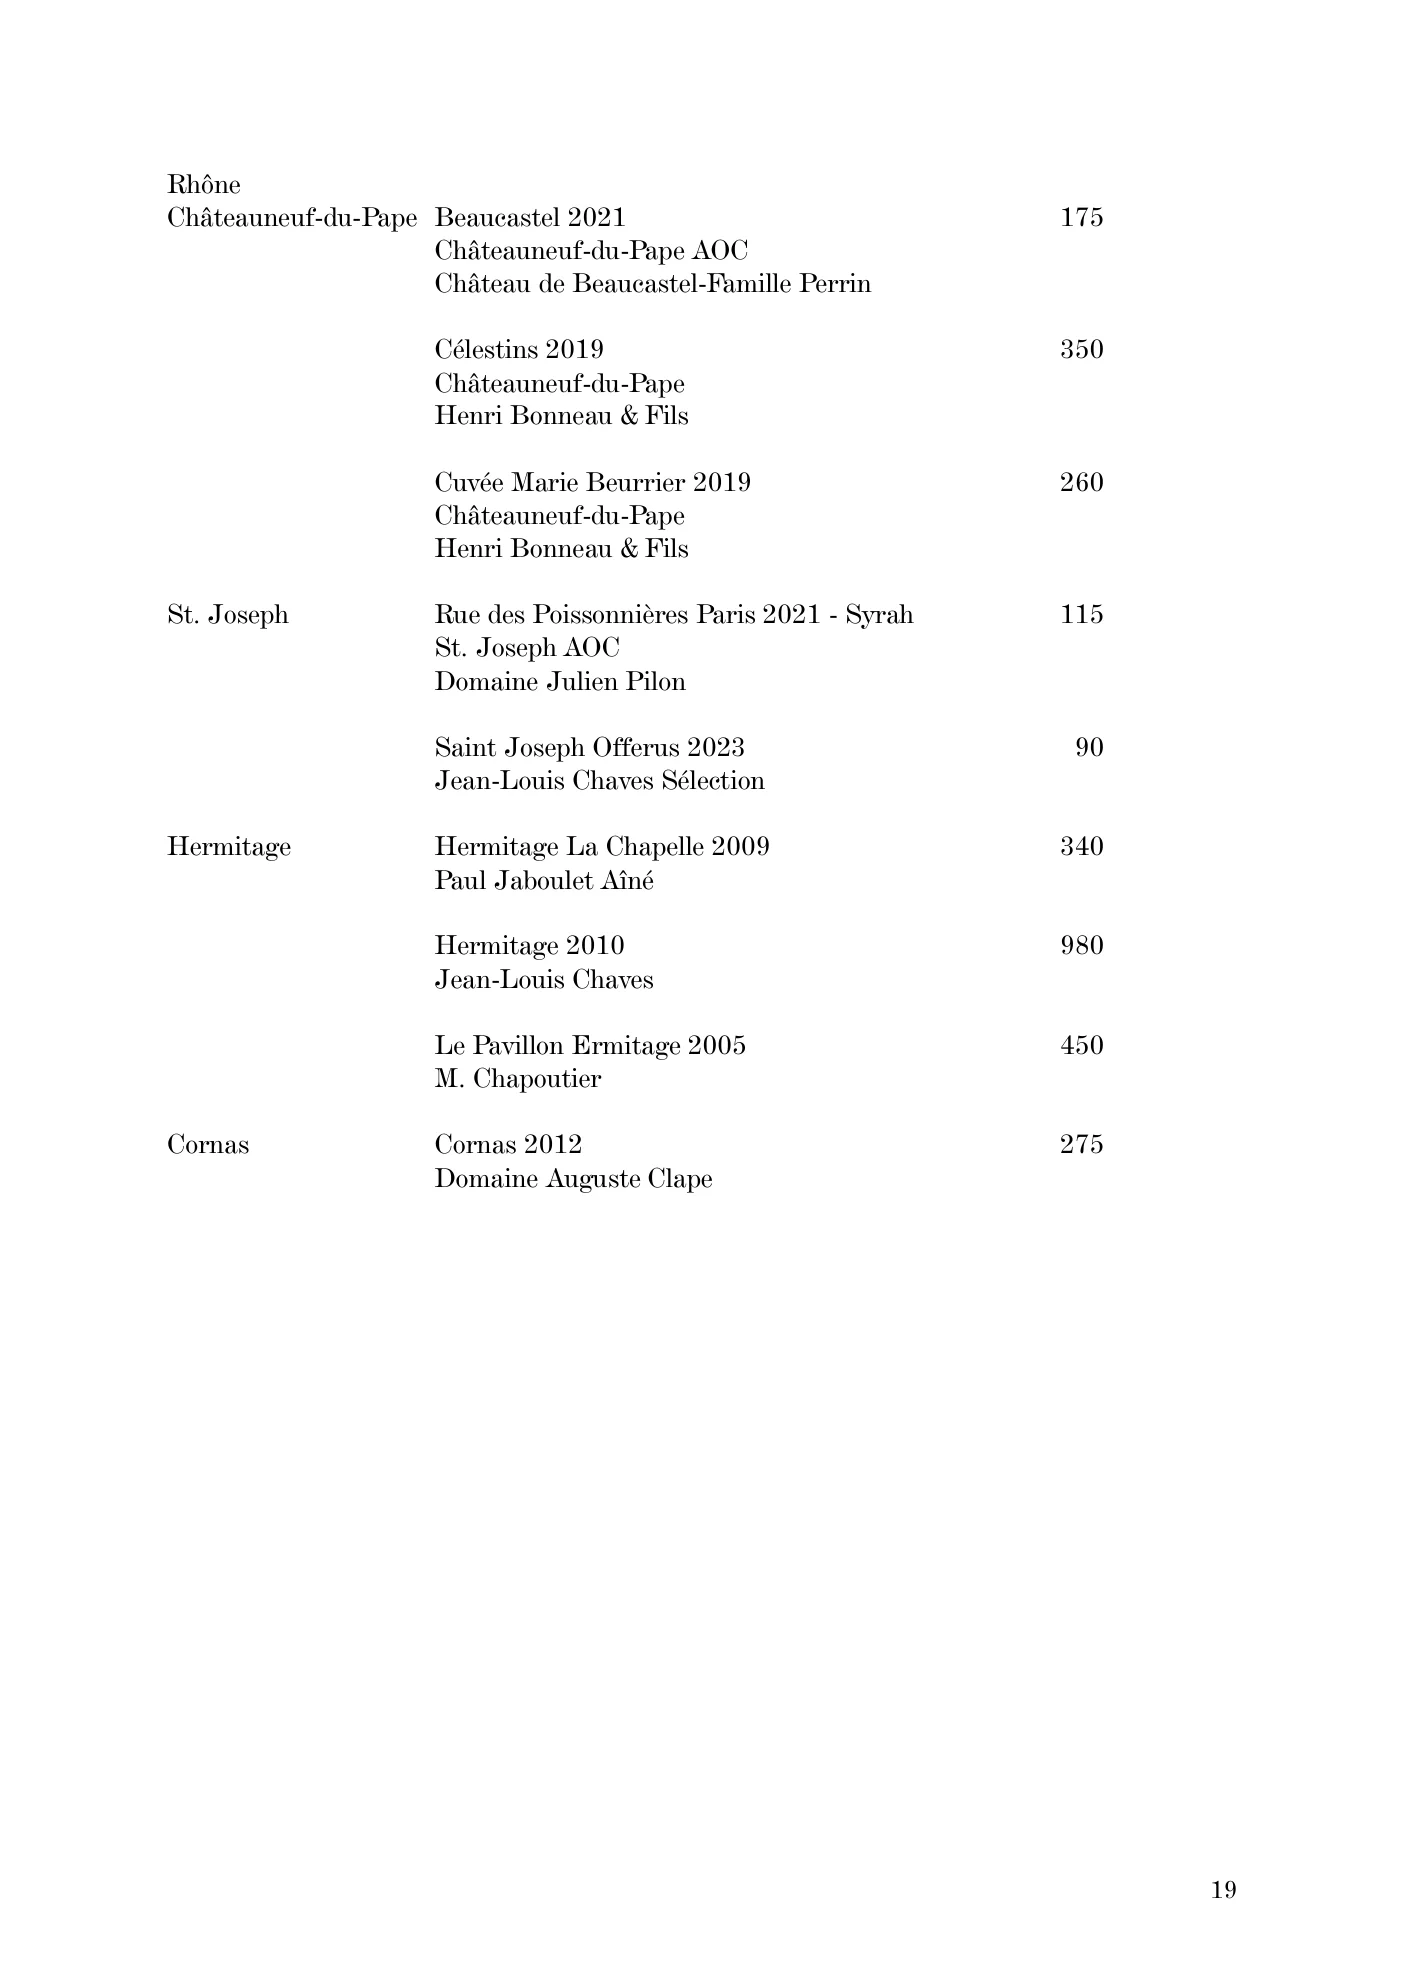 Rhône
Châteauneuf-du-Pape Beaucastel 2021 175
Châteauneuf-du-Pape AOC
Château de Beaucastel-Famille Perrin
Célestins 2019 350
Châteauneuf-du-Pape
Henri Bonneau & Fils
Cuvée Marie Beurrier 2019 260
Châteauneuf-du-Pape
Henri Bonneau & Fils
St. Joseph Rue des Poissonnières Paris 2021 - Syrah 115
St. Joseph AOC
Domaine Julien Pilon
Saint Joseph Offerus 2023 90
Jean-Louis Chaves Sélection
Hermitage Hermitage La Chapelle 2009 340
Paul Jaboulet Aîné
Hermitage 2010 980
Jean-Louis Chaves
Le Pavillon Ermitage 2005 450
M. Chapoutier
Cornas Cornas 2012 275
Domaine Auguste Clape
19